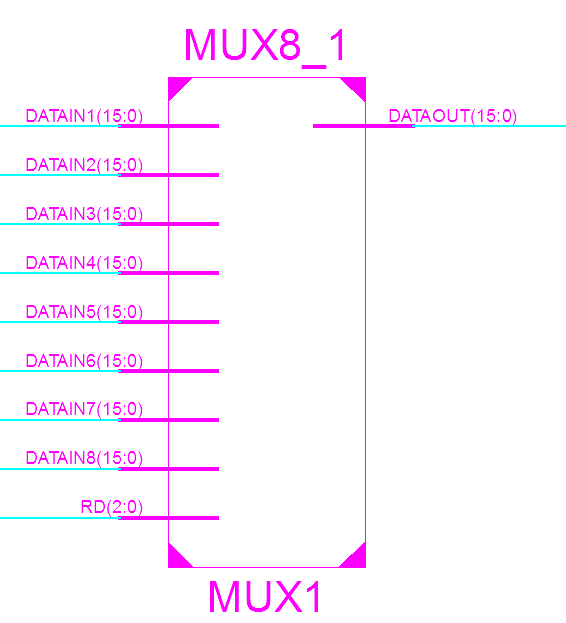 MUX8_1
DATAIN1(15:0)
DATAOUT(15:0)
DATAIN2(15:0)
DATAIN3(15:0)
DATAIN4(15:0)
DATAIN5(15:0)
DATAIN6(15:0)
DATAIN7(15:0)
DATAIN8(15:0)
RD(2:0)
MUX1